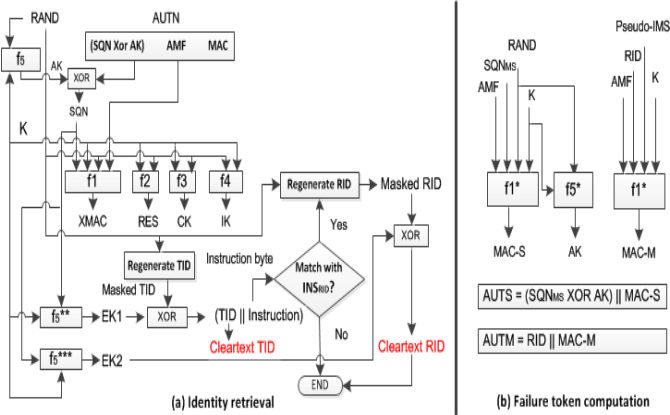 RAND
AUTN
(SQN Xor AK) AMF MAC
f5
AK
XOR
SQN
K
f1
f2
f3
f4
XMAC
RES
CK
IK
Regenerate RID
Masked RID
XOR
Yes
Regenerate TID
Instruction byte
Match with
INSRID?
Masked TID
f5**
EK1
XOR
(TID || Instruction)
No
Cleartext TID
Cleartext RID
f5***
EK2
END
(a) Identity retrieval
Pseudo-IMS
RAND
RID
SQNMS
AMF
K
AMF
K
f1*
f5*
f1*
MAC-S
AK
MAC-M
AUTS = (SQNMS XOR AK) || MAC-S
AUTM = RID || MAC-M
(b) Failure token computation